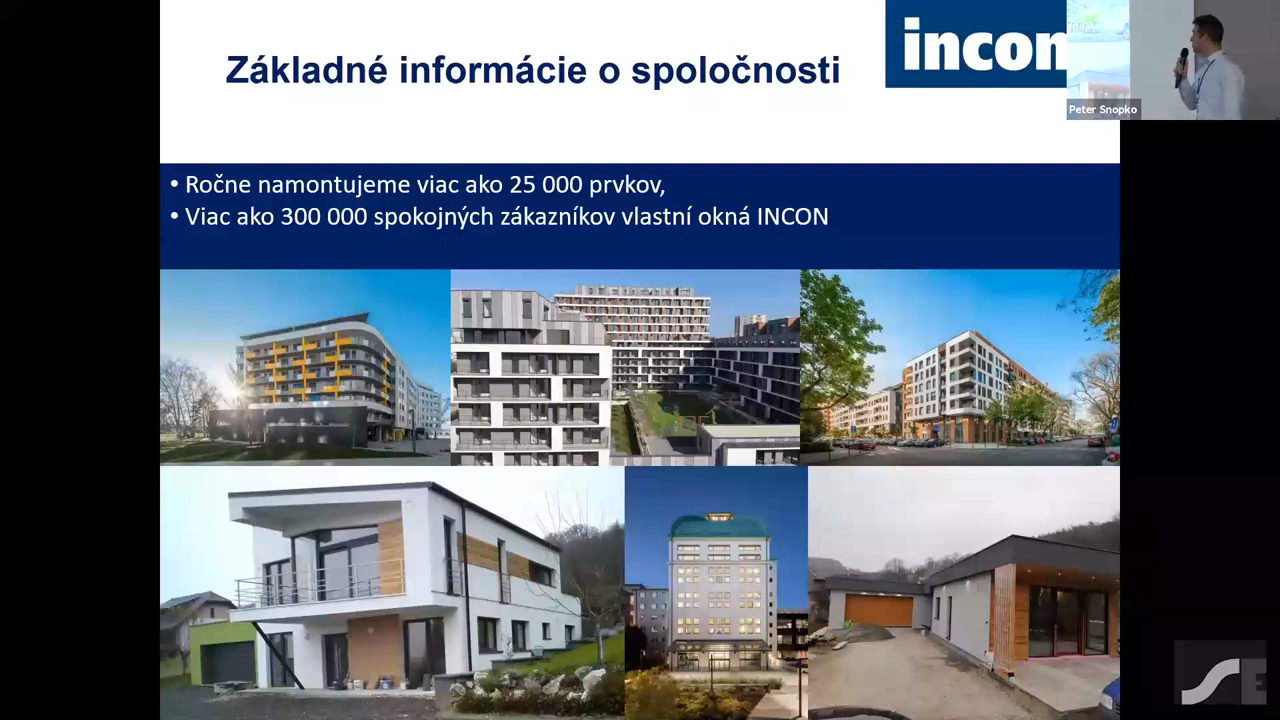 Základné informácie o spoločnosti
incon
Peter Snopko
• Ročne namontujeme viac ako 25 000 prvkov,
• Viac ako 300 000 spokojných zákazníkov vlastní okná INCON
SE